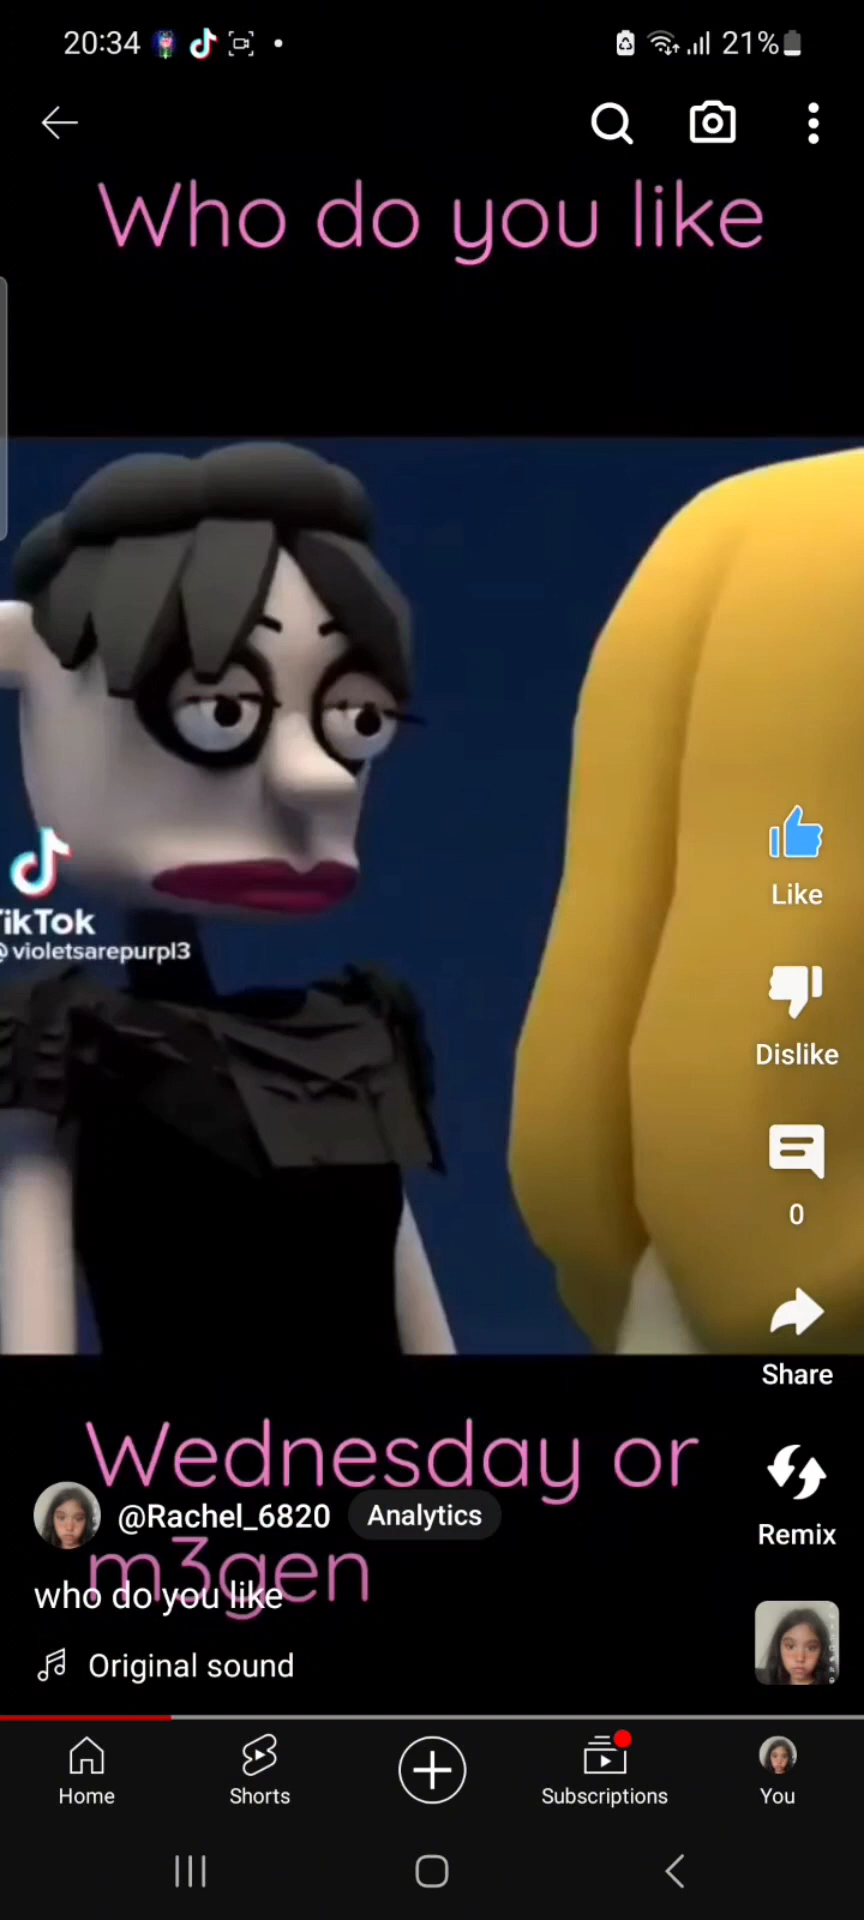 20:34
21%
Who do you like
TikTok
@violetsarepurpl3
Like
Dislike
0
Share
Wednesday or
@Rachel_6820 Analytics
m3gen
who do you like
Remix
Original sound
Home Shorts Subscriptions You